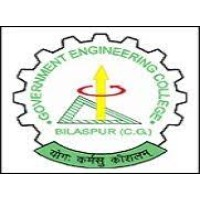 GOVERNMENT ENGINEERING COLLEGE
BILASPUR (C.G.)
योगः कर्मसु कौशलम्